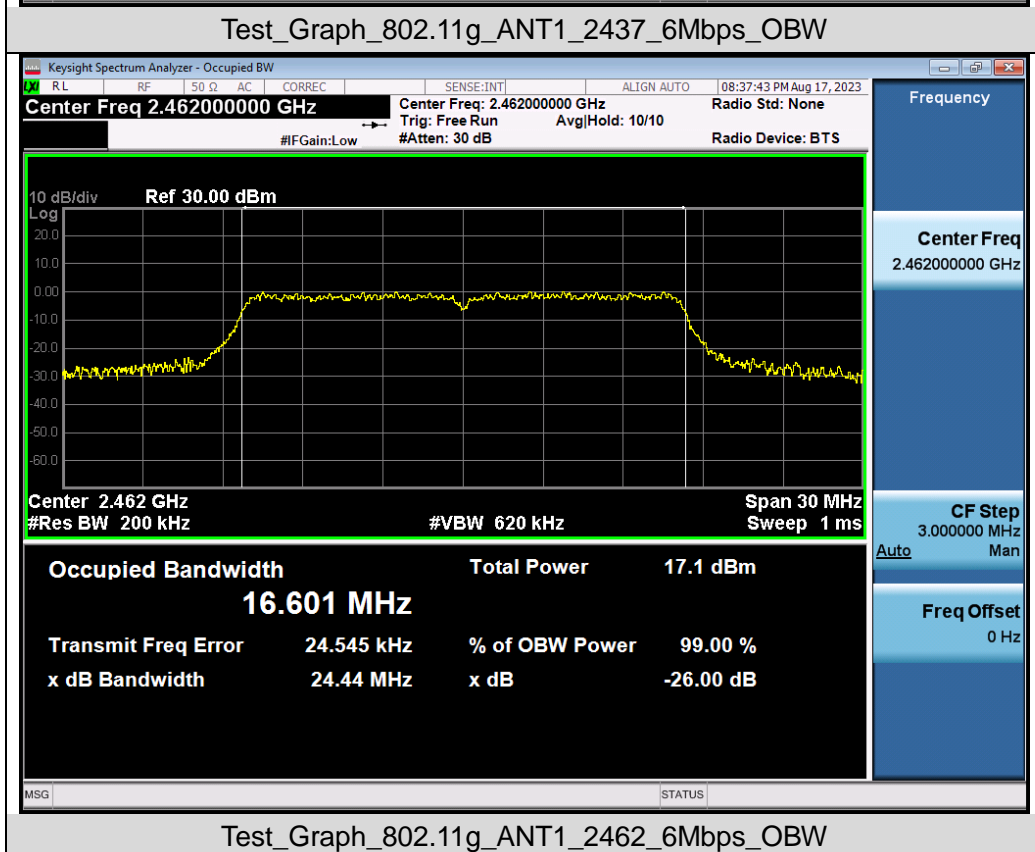 Test_Graph_802.11g_ANT1_2437_6Mbps_OBW
Keysight Spectrum Analyzer - Occupied BW
LXI RL RF 50 Ω AC CORREC SENSE:INT ALIGN AUTO 08:37:43 PM Aug 17, 2023
Center Freq 2.462000000 GHz Center Freq: 2.462000000 GHz Radio Std: None
Trig: Free Run Avg|Hold: 10/10
#IFGain:Low #Atten: 30 dB Radio Device: BTS
Frequency
10 dB/div Ref 30.00 dBm
Log
20.0
10.0
0.00
-10.0
-20.0
-30.0
-40.0
-50.0
-60.0
Center 2.462 GHz Span 30 MHz
#Res BW 200 kHz #VBW 620 kHz Sweep 1 ms
Center Freq
2.462000000 GHz
CF Step
3.000000 MHz
Auto Man
Freq Offset
0 Hz
Occupied Bandwidth Total Power 17.1 dBm
16.601 MHz
Transmit Freq Error 24.545 kHz % of OBW Power 99.00 %
x dB Bandwidth 24.44 MHz x dB -26.00 dB
MSG STATUS
Test_Graph_802.11g_ANT1_2462_6Mbps_OBW